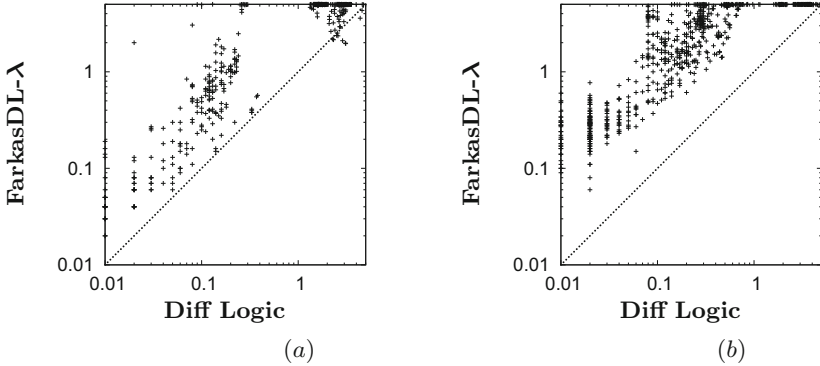 FarkasDL-λ
1
0.1
0.01
0.01 0.1 1
Diff Logic
(a)
FarkasDL-λ
1
0.1
0.01
0.01 0.1 1
Diff Logic
(b)